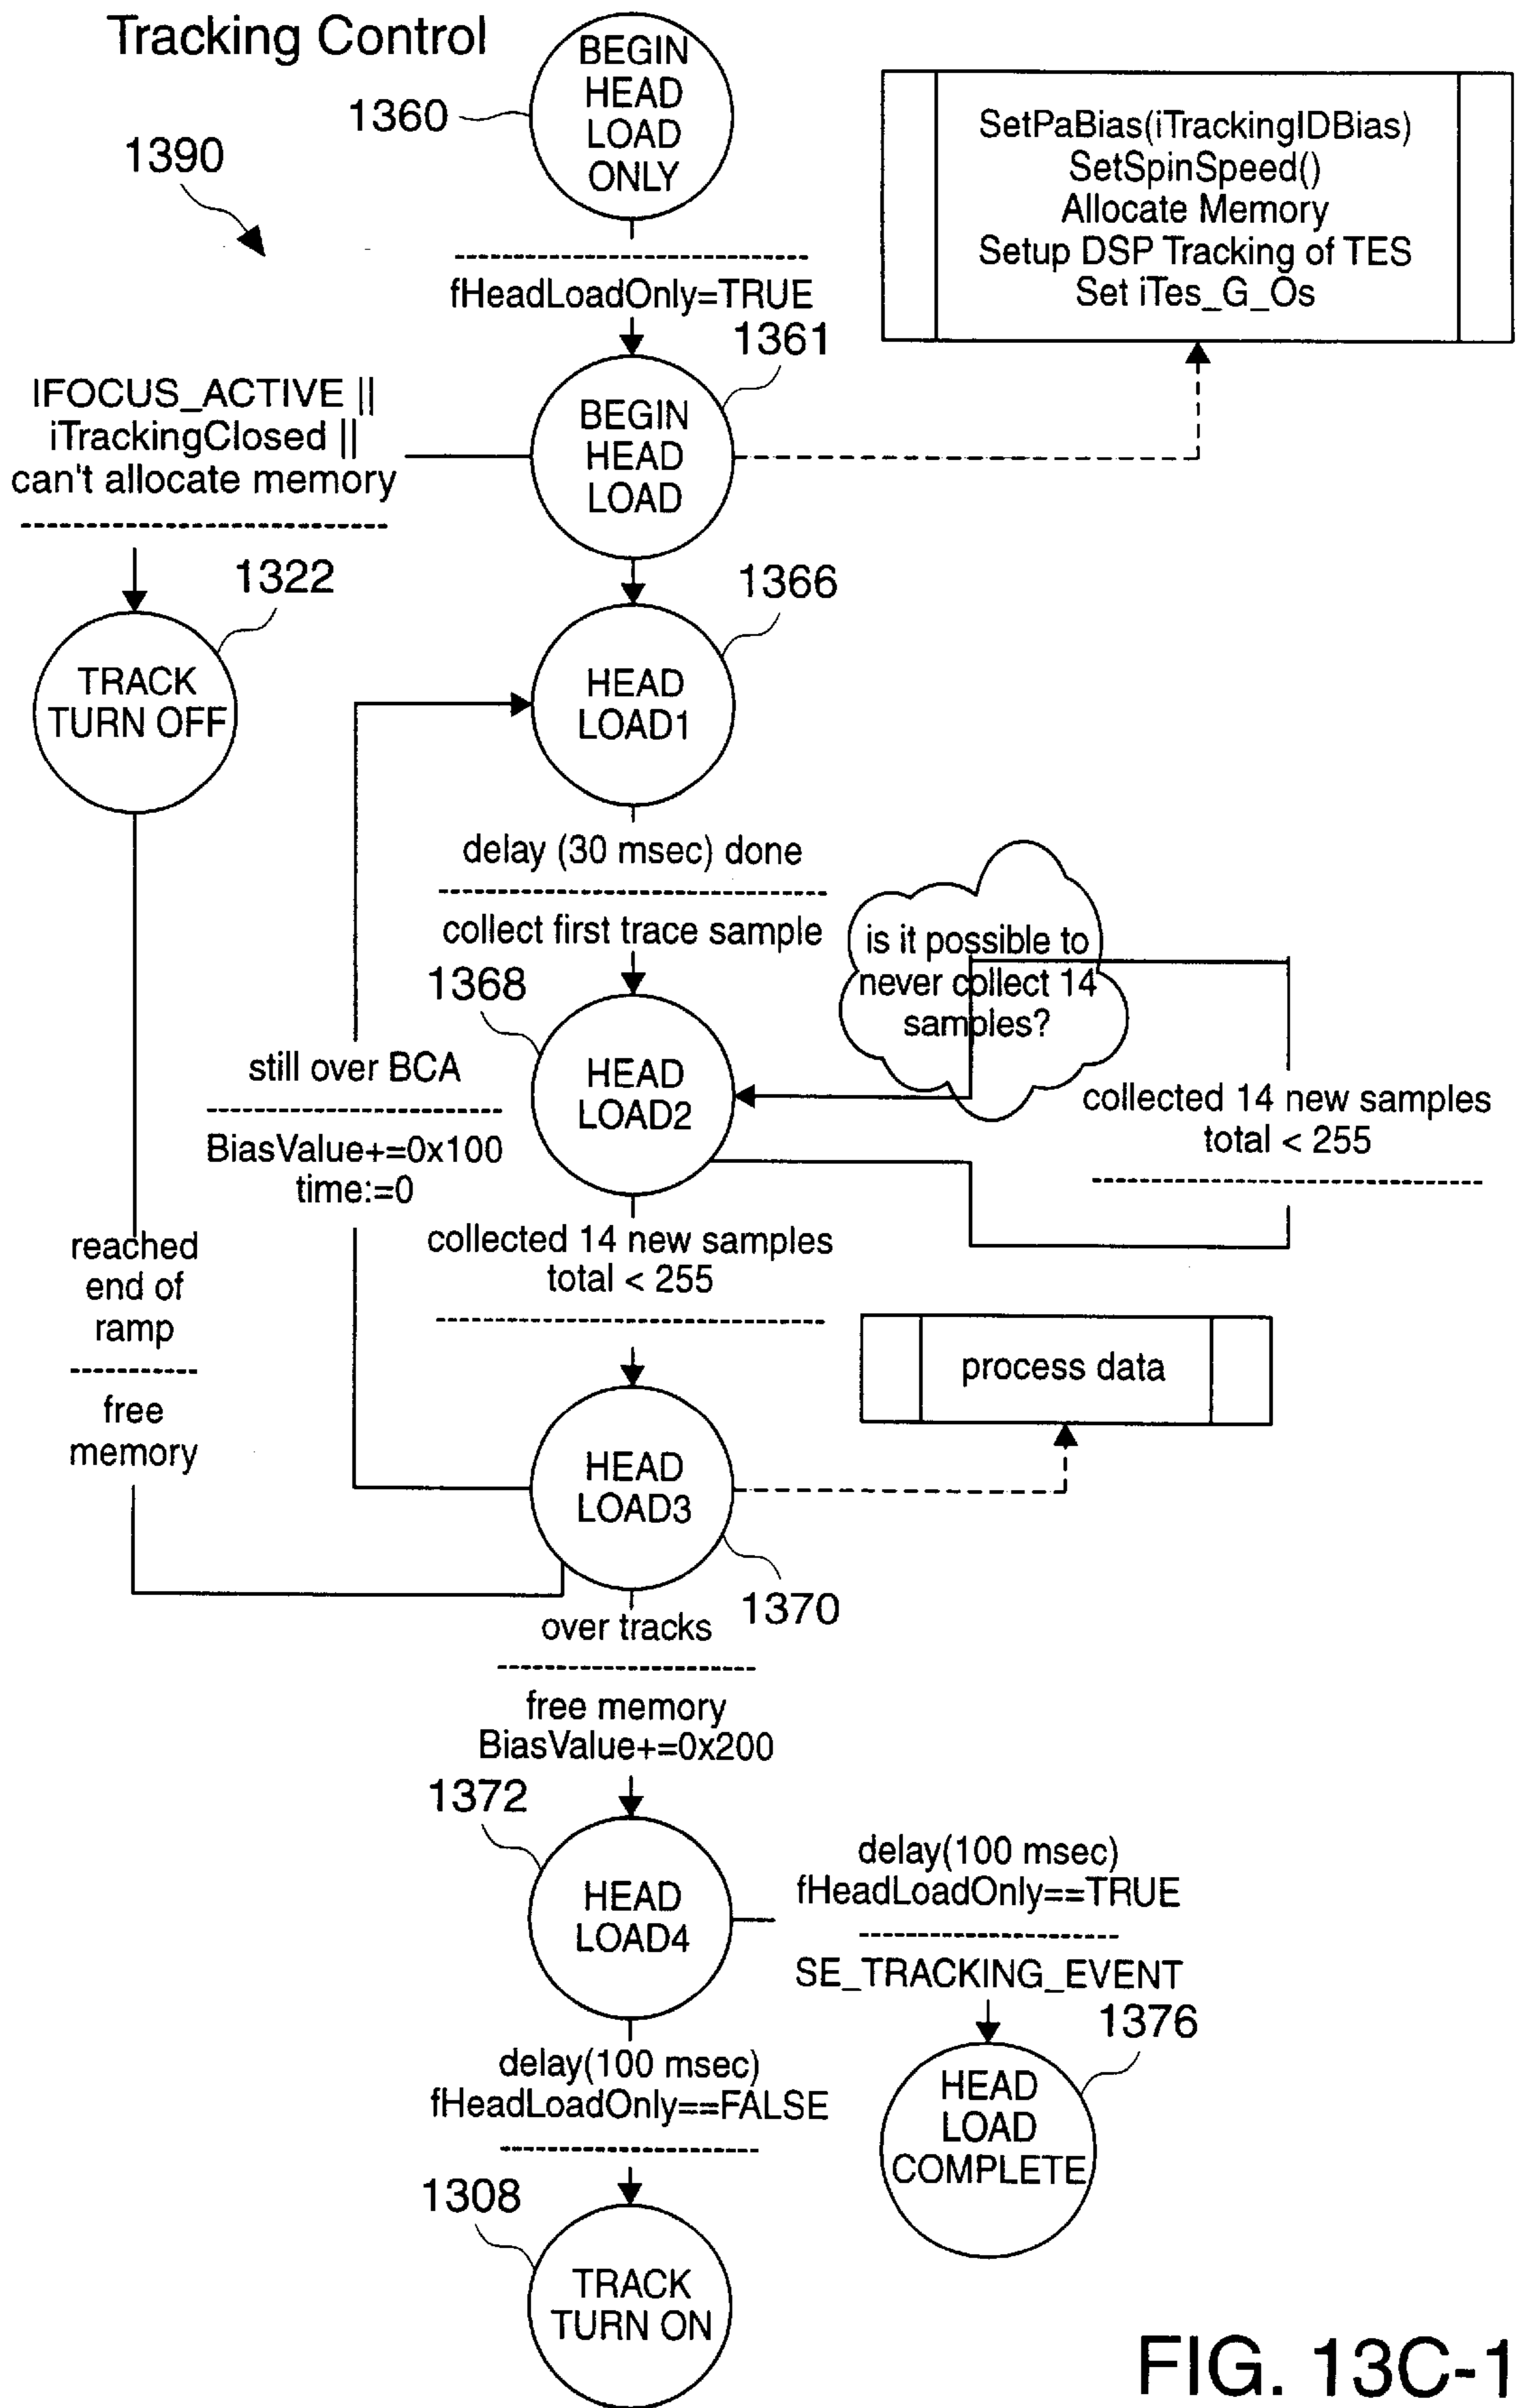 Tracking Control
1360
1390
BEGIN
HEAD
LOAD
ONLY
SetPaBias(iTrackingIDBias)
SetSpinSpeed()
Allocate Memory
Setup DSP Tracking of TES
Set iTes_G_Os
fHeadLoadOnly=TRUE
1361
IFOCUS_ACTIVE ||
iTrackingClosed ||
can't allocate memory
BEGIN
HEAD
LOAD
1322
1366
TRACK
TURN OFF
HEAD
LOAD1
delay (30 msec) done
collect first trace sample
is it possible to
never collect 14
samples?
1368
HEAD
LOAD2
still over BCA
BiasValue+=0x100
time:=0
collected 14 new samples
total < 255
collected 14 new samples
total < 255
reached
end of
ramp
free
memory
process data
HEAD
LOAD3
1370
over tracks
free memory
BiasValue+=0x200
1372
HEAD
LOAD4
delay(100 msec)
fHeadLoadOnly==TRUE
SE_TRACKING_EVENT
1376
delay(100 msec)
fHeadLoadOnly==FALSE
HEAD
LOAD
COMPLETE
1308
TRACK
TURN ON
FIG. 13C-1